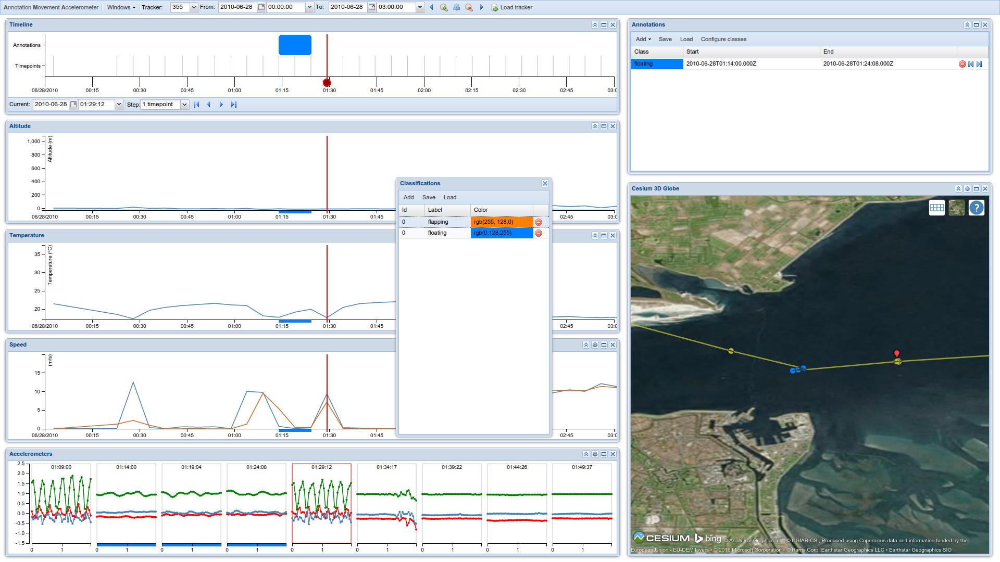 Annotation Movement Accelerometer Windows Tracker: 355 From: 2010-06-28 00:00:00 To: 2010-06-28 03:00:00 Load tracker
Timeline
Annotations
Timepoints
06/28/2010 00:15 00:30 00:45 01:00 01:15 01:30 01:45 02:00 02:15 02:30 02:45 03:0
Current: 2010-06-28 01:29:12 Step: 1 timepoint
Altitude
Altitude (m)
1,000
800
600
400
200
0
06/28/2010 00:15 00:30 00:45 01:00 01:15 01:30 01:45 02:45 03:0
Temperature
Temperature (°C)
35
30
25
20
06/28/2010 00:15 00:30 00:45 01:00 01:15 01:30 01:45 02:45 03:0
Speed
(m/s)
15
10
5
0
06/28/2010 00:15 00:30 00:45 01:00 01:15 01:30 01:45 02:45 03:0
Classifications
Add Save Load
Id Label Color
0 flapping rgb(255, 128,0)
0 floating rgb(0,128,255)
Accelerometers
01:09:00 01:14:00 01:19:04 01:24:08 01:29:12 01:34:17 01:39:22 01:44:26 01:49:37
2.5
2.0
1.5
1.0
0.5
0.0
-0.5
-1.0
-1.5
0 1 0 1 0 1 0 1 0 1 0 1 0 1 0 1 0 1
Annotations
Add Save Load Configure classes
Class Start End
floating 2010-06-28T01:14:00.000Z 2010-06-28T01:24:08.000Z
Cesium 3D Globe
?
CESIUM bing © Analytical Graphics Inc., © CGIAR-CSI, Produced using Copernicus data and information funded by the
European Union - EU-DEM layers • © 2016 Microsoft Corporation • © Harris Corp, Earthstar Geographics LLC • Earthstar Geographics SIO